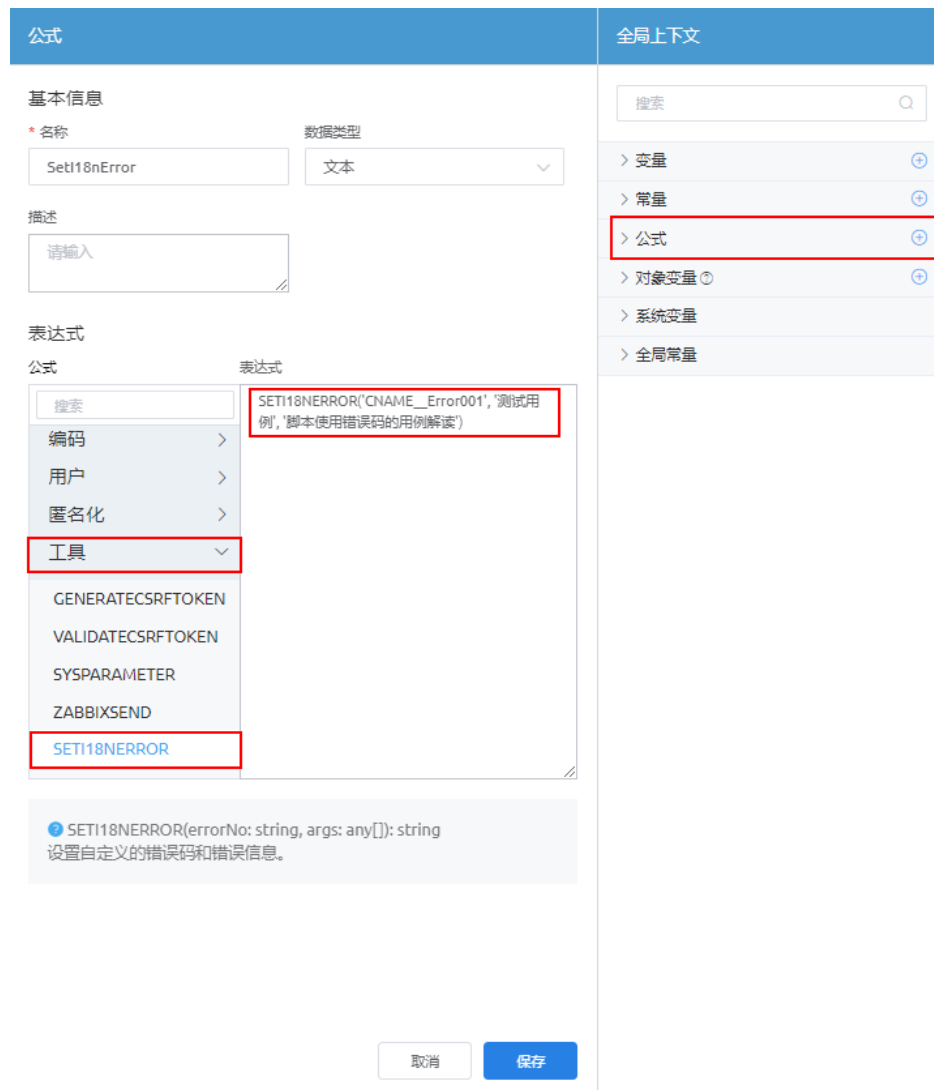 公式
基本信息
* 名称
数据类型
SetI18nError
文本
描述
请输入
表达式
公式
表达式
搜索
编码
用户
匿名化
工具
GENERATECSRFTOKEN
VALIDATECSRFTOKEN
SYSPARAMETER
ZABBIXSEND
SETI18NERROR
SETI18NERROR('CNAME__Error001', '测试用
例', '脚本使用错误码的用例解读')
SETI18NERROR(errorNo: string, args: any[]): string
设置自定义的错误码和错误信息。
取消
保存
全局上下文
搜索
变量
常量
公式
对象变量
系统变量
全局常量